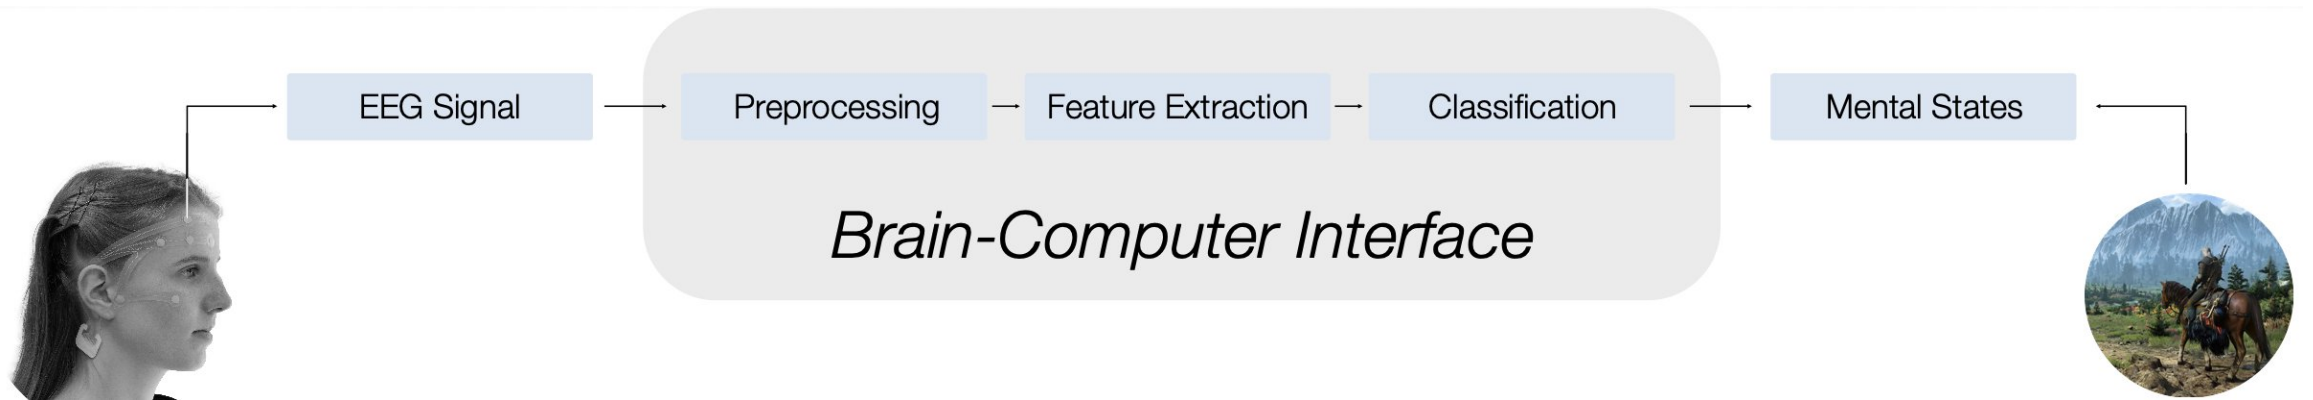 EEG Signal
Preprocessing
Feature Extraction
Classification
Mental States
Brain-Computer Interface